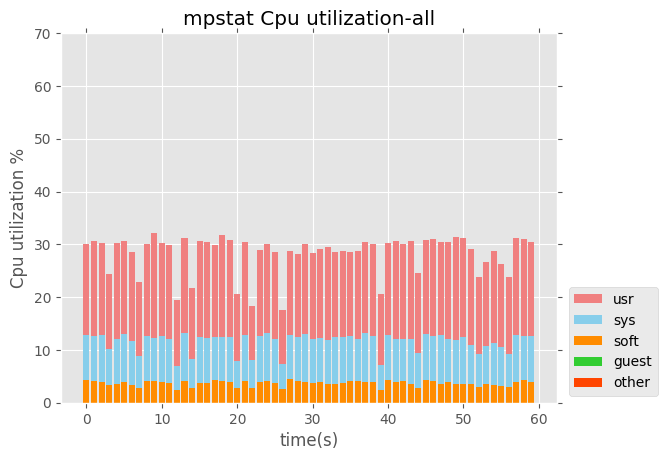 mpstat Cpu utilization-all
70
60
50
40
30
20
10
0
Cpu utilization %
0 10 20 30 40 50 60
time(s)
usr
sys
soft
guest
other